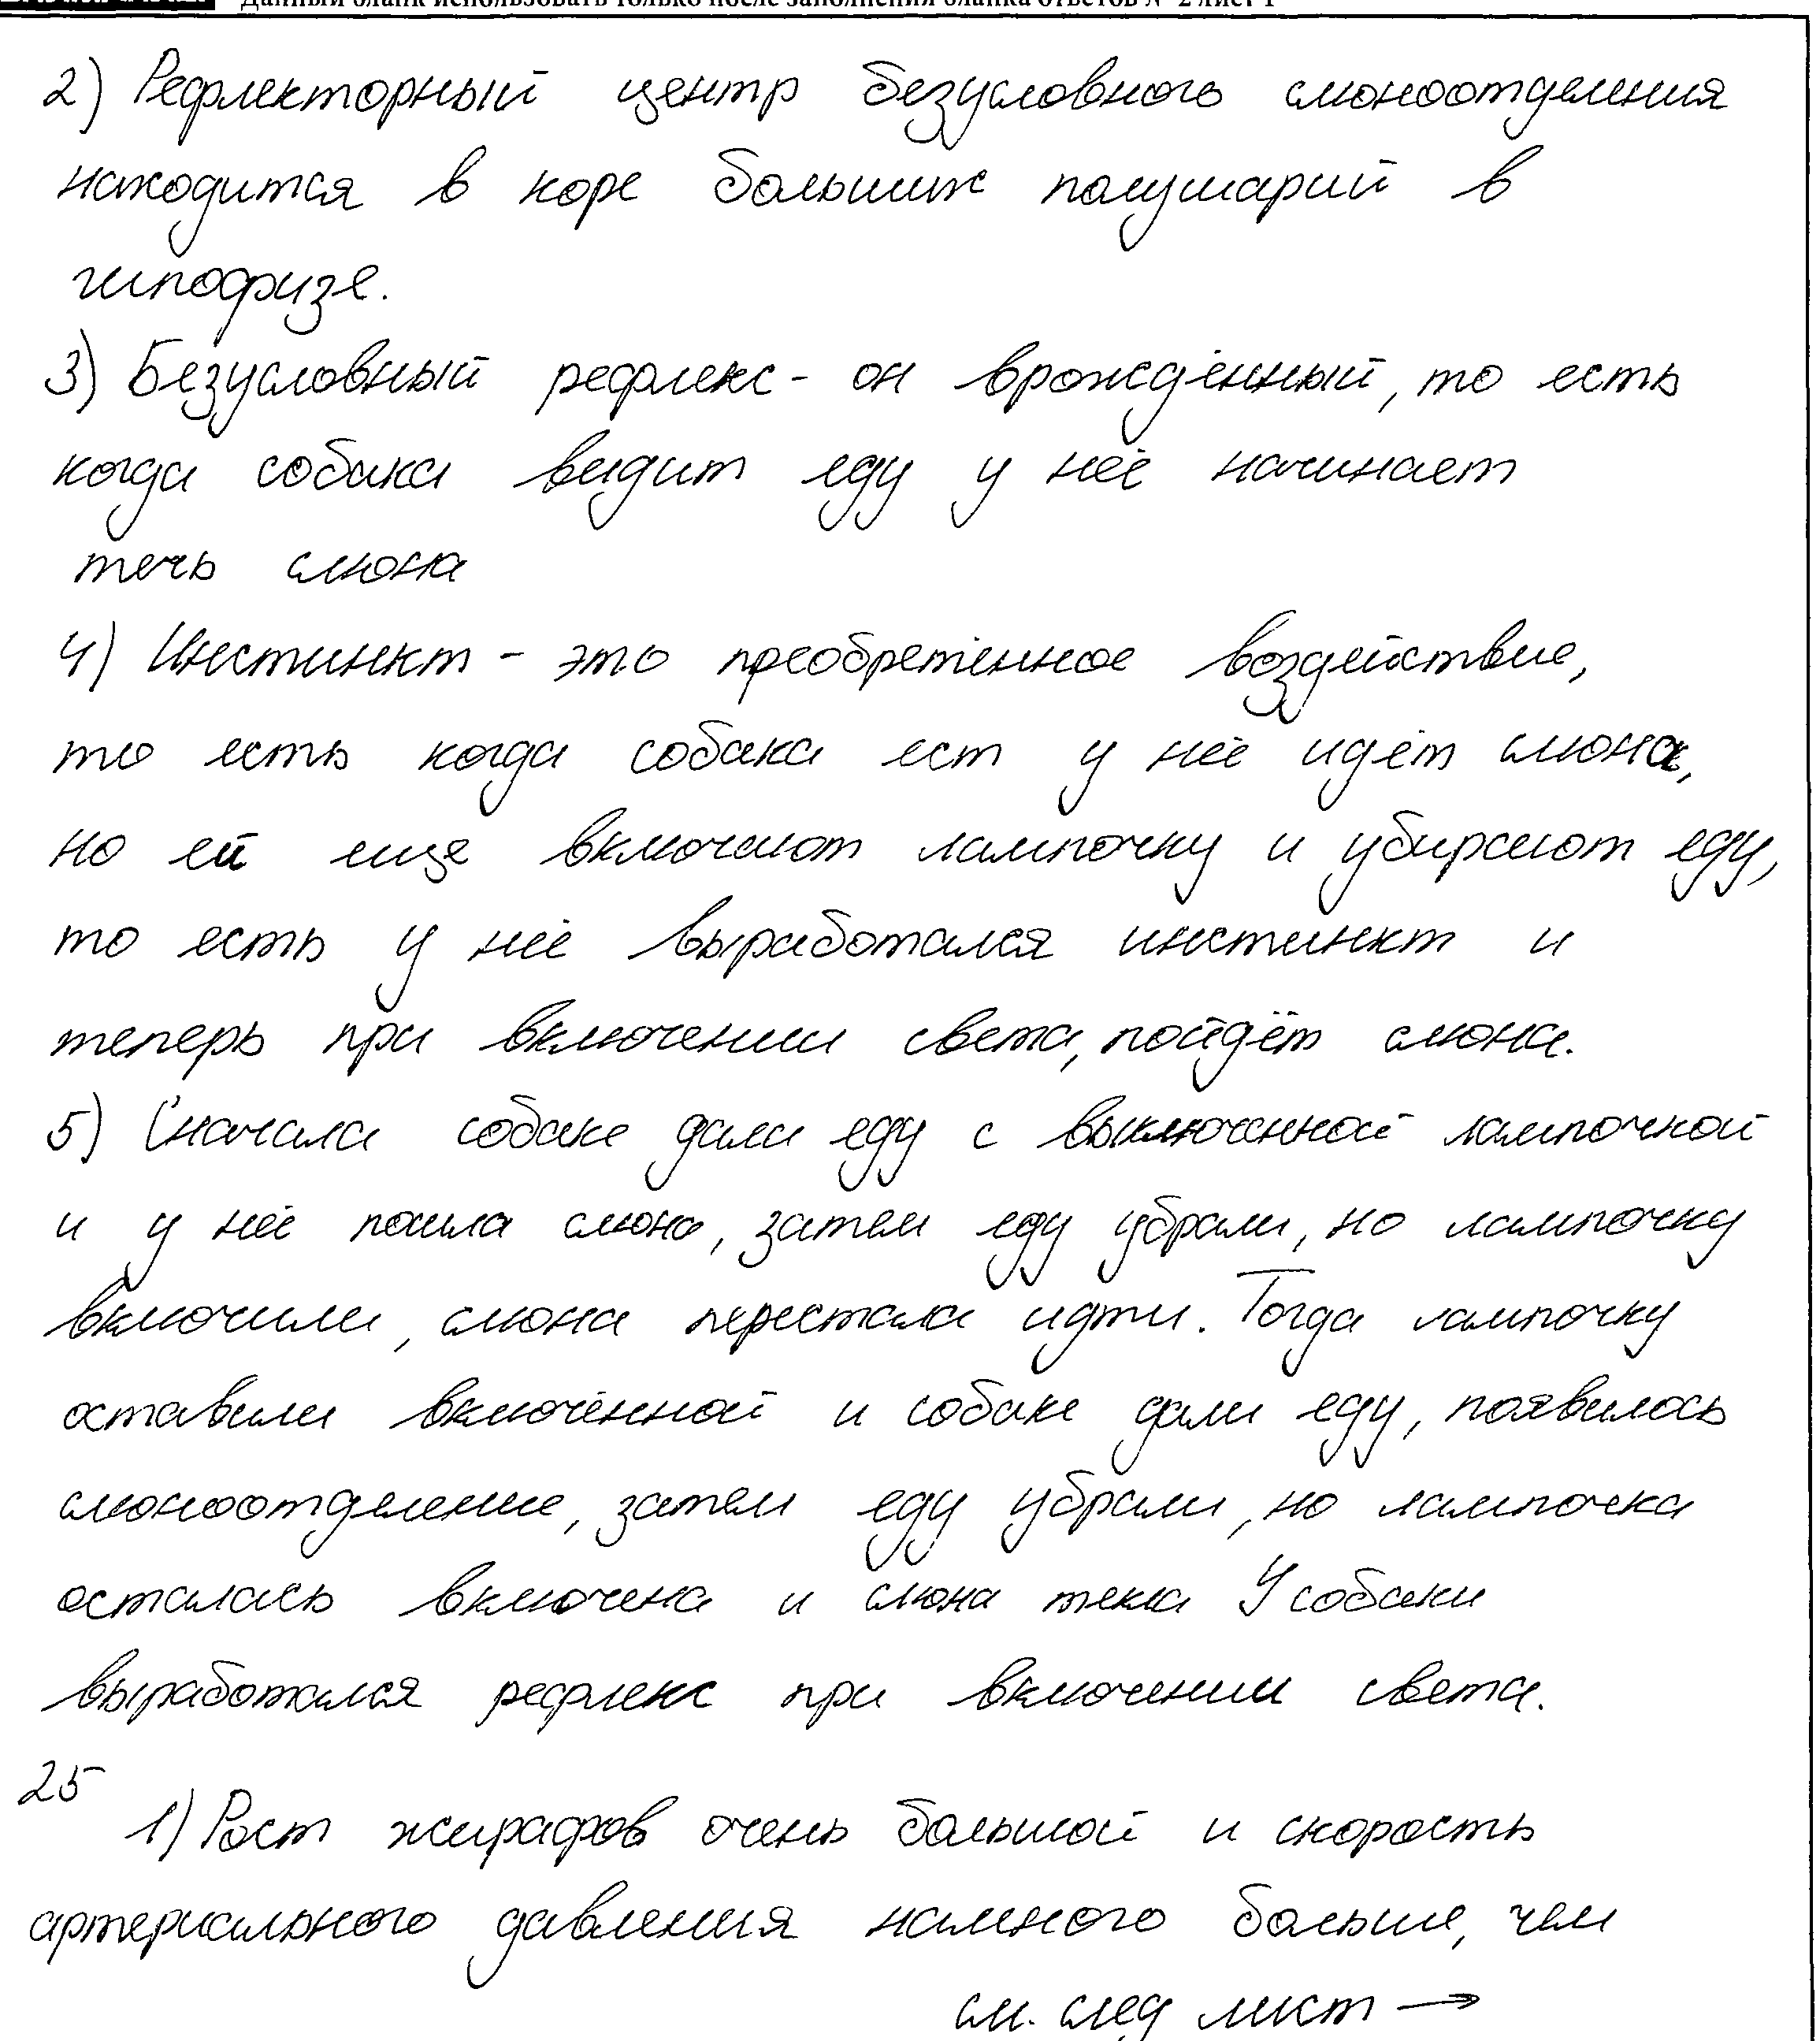 Данный бланк использовать только после заполнения бланка ответов № 2 лист 1
2) Рефлекторный центр безусловного слюноотделения
находится в коре больших полушарий в
гипофизе.
3) Безусловный рефлекс - он врождённый, то есть
когда собака видит еду у неё начинает
течь слюна
4) Инстинкт - это преобретённое воздействие,
то есть когда собака ест у неё идёт слюна,
но ей еще включают лампочку и убирают еду,
то есть у неё выработался инстинкт и
теперь при включении света, пойдёт слюна.
5) Сначала собаке дали еду с выключенной лампочкой
и у неё пошла слюна, затем еду убрали, но лампочку
включили, слюна перестала идти. Тогда лампочку
оставили включённой и собаке дали еду, появилось
слюноотделение, затем еду убрали, но лампочка
осталась включена и слюна текла У собаки
выработался рефлекс при включении света.
25
1) Рост жирафов очень большой и скорость
артериального давления намного больше, чем
см. след лист →